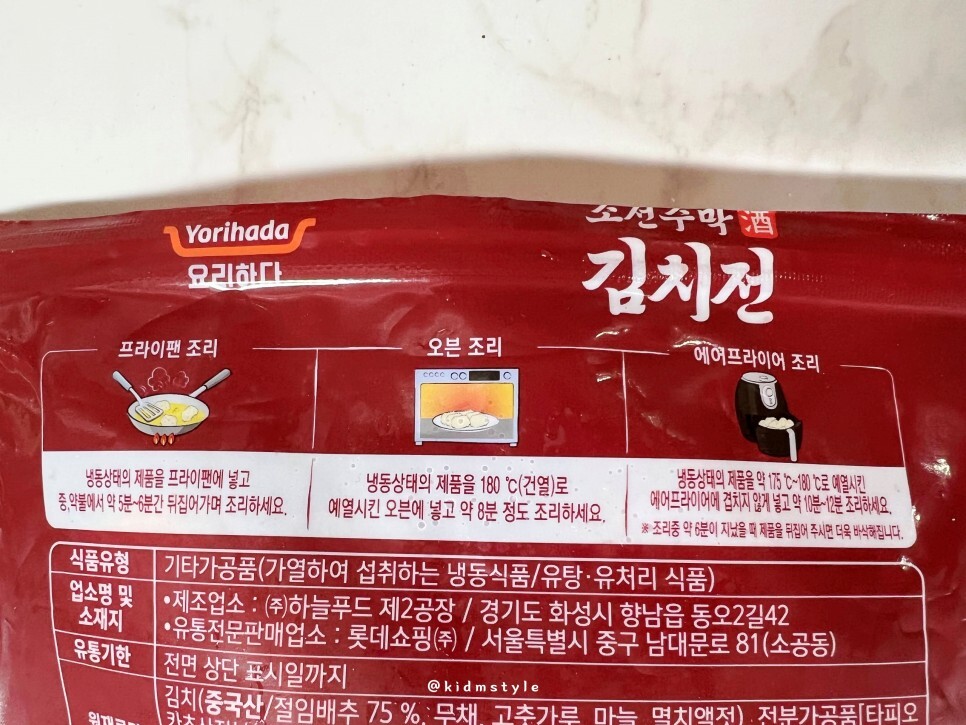 Yorihada
요리하다
조선주막 酒
김치전
프라이팬 조리
오븐 조리
에어프라이어 조리
냉동상태의 제품을 프라이팬에 넣고
중,약불에서 약 5분~6분간 뒤집어가며 조리하세요.
냉동상태의 제품을 180 ℃(건열)로
예열시킨 오븐에 넣고 약 8분 정도 조리하세요.
냉동상태의 제품을 약 175 ℃~180 ℃로 예열시킨
에어프라이어에 겹치지 않게 넣고 약 10분~12분 조리하세요.
※ 조리중 약 6분이 지났을 때 제품을 뒤집어 주시면 더욱 바삭해집니다.
식품유형 기타가공품(가열하여 섭취하는 냉동식품/유탕·유처리 식품)
업소명 및
소재지
•제조업소 : ㈜하늘푸드 제2공장 / 경기도 화성시 향남읍 동오2길42
•유통전문판매업소 : 롯데쇼핑㈜ / 서울특별시 중구 남대문로 81(소공동)
유통기한 전면 상단 표시일까지
@kidmstyle
김치(중국산/절임배추 75 %, 무채, 고추가루, 마늘, 멸치액젓), 전분가공품[타피오